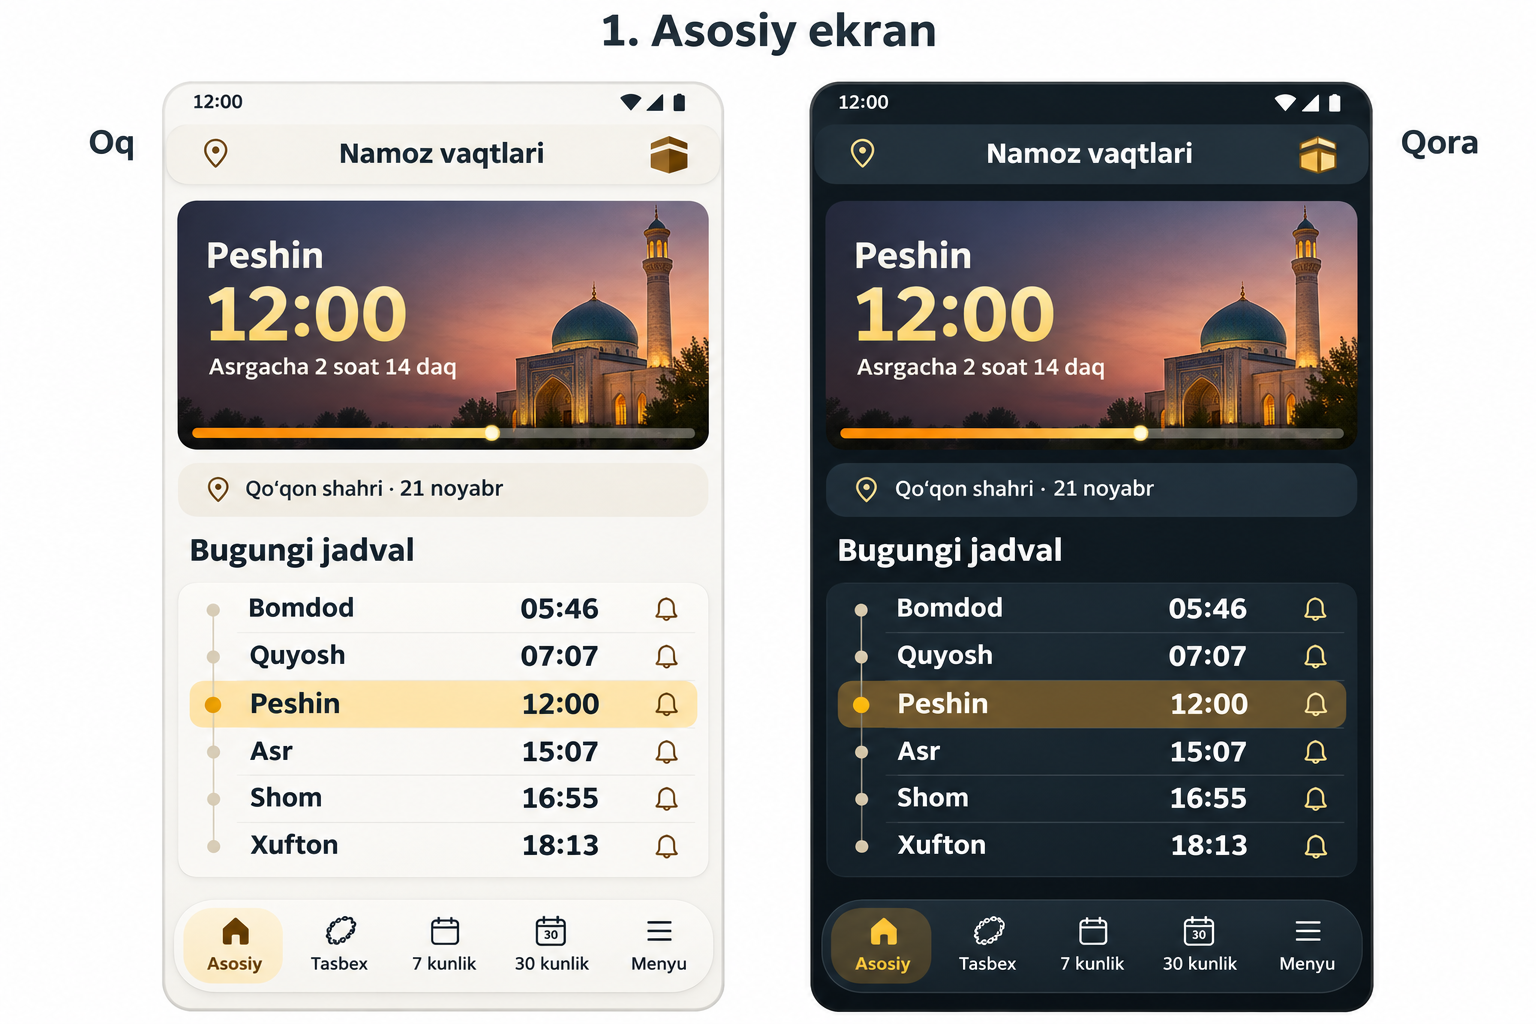 1. Asosiy ekran
Oq
12:00
Namoz vaqtlari
Peshin
12:00
Asrgacha 2 soat 14 daq
Qo‘qon shahri · 21 noyabr
Bugungi jadval
Bomdod 05:46
Quyosh 07:07
Peshin 12:00
Asr 15:07
Shom 16:55
Xufton 18:13
30
Asosiy Tasbex 7 kunlik 30 kunlik Menyu
Qora
12:00
Namoz vaqtlari
Peshin
12:00
Asrgacha 2 soat 14 daq
Qo‘qon shahri · 21 noyabr
Bugungi jadval
Bomdod 05:46
Quyosh 07:07
Peshin 12:00
Asr 15:07
Shom 16:55
Xufton 18:13
30
Asosiy Tasbex 7 kunlik 30 kunlik Menyu